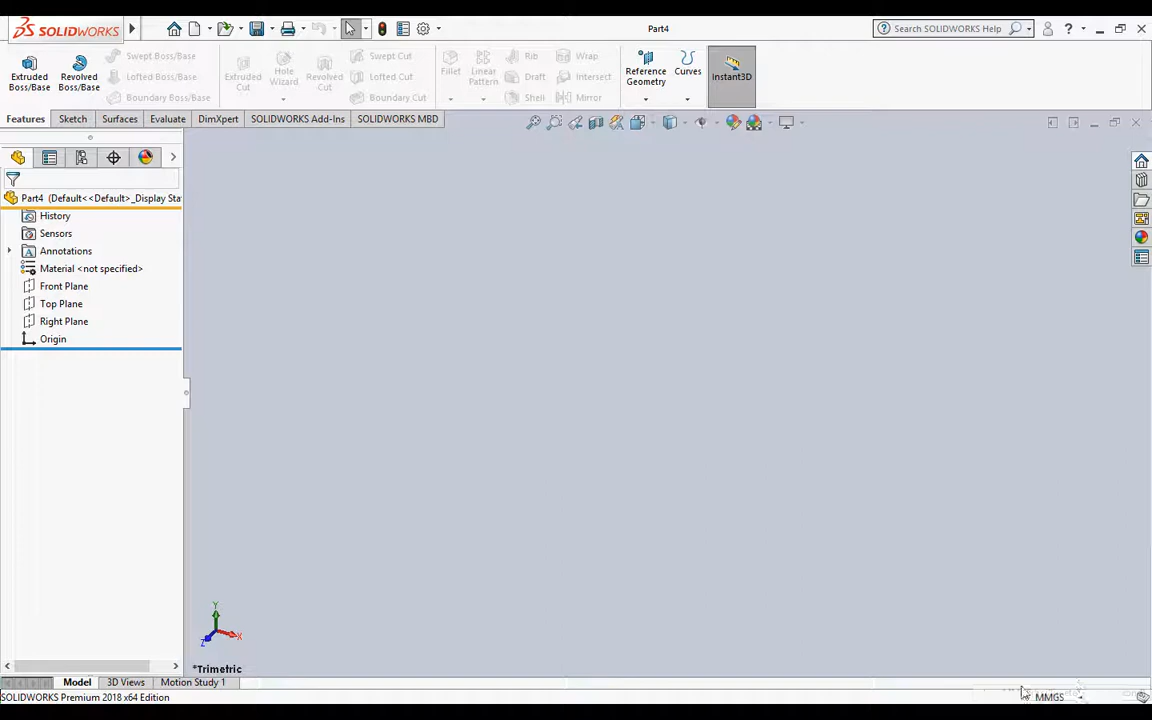 SOLIDWORKS
Part4
Search SOLIDWORKS Help
?
Extruded Boss/Base
Revolved Boss/Base
Swept Boss/Base
Lofted Boss/Base
Boundary Boss/Base
Extruded Cut
Hole Wizard
Revolved Cut
Swept Cut
Lofted Cut
Boundary Cut
Fillet
Linear Pattern
Rib
Draft
Shell
Wrap
Intersect
Mirror
Reference Geometry
Curves
Instant3D
Features
Sketch
Surfaces
Evaluate
DimXpert
SOLIDWORKS Add-Ins
SOLIDWORKS MBD
Part4 (Default<<Default>_Display Sta
History
Sensors
Annotations
Material <not specified>
Front Plane
Top Plane
Right Plane
Origin
Y
X
Z
*Trimetric
Model
3D Views
Motion Study 1
SOLIDWORKS Premium 2018 x64 Edition
MMGS